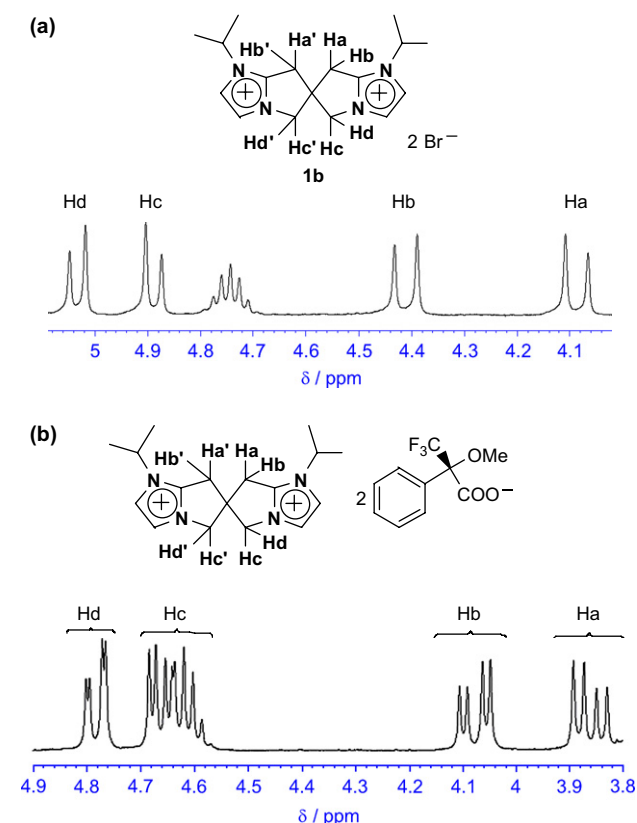 (a)
Hb' Ha' Ha Hb
N N
+ +
N N
Hd' Hc' Hc Hd
2 Br–
1b
Hd Hc Hb Ha
5 4.9 4.8 4.7 4.6 4.5 4.4 4.3 4.2 4.1
δ / ppm
(b)
Hb' Ha' Ha Hb
F3C OMe
N N
+ + 2 COO–
N N
Hd' Hc' Hc Hd
Hd Hc Hb Ha
4.9 4.8 4.7 4.6 4.5 4.4 4.3 4.2 4.1 4 3.9 3.8
δ / ppm